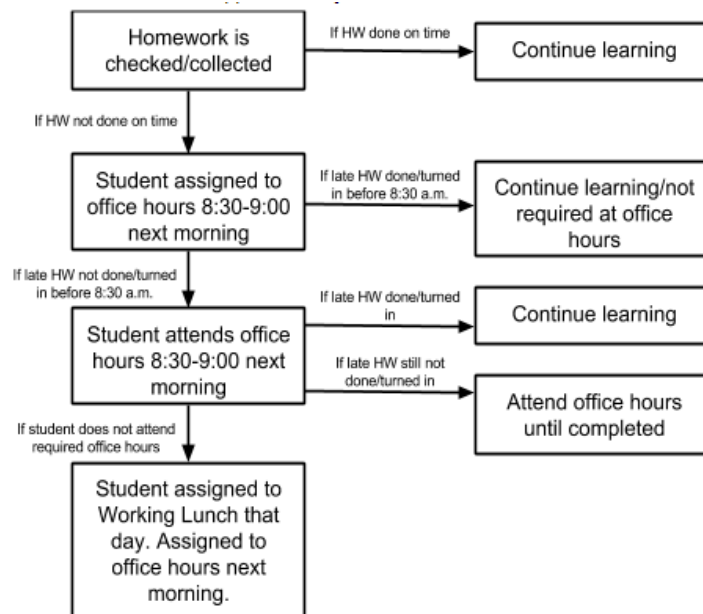 Homework is
checked/collected
If HW done on time
Continue learning
If HW not done on time
Student assigned to
office hours 8:30-9:00
next morning
If late HW done/turned
in before 8:30 a.m.
Continue learning/not
required at office
hours
If late HW not done/turned
in before 8:30 a.m.
Student attends office
hours 8:30-9:00 next
morning
If late HW done/turned
in
Continue learning
If late HW still not
done/turned in
Attend office hours
until completed
If student does not attend
required office hours
Student assigned to
Working Lunch that
day. Assigned to
office hours next
morning.